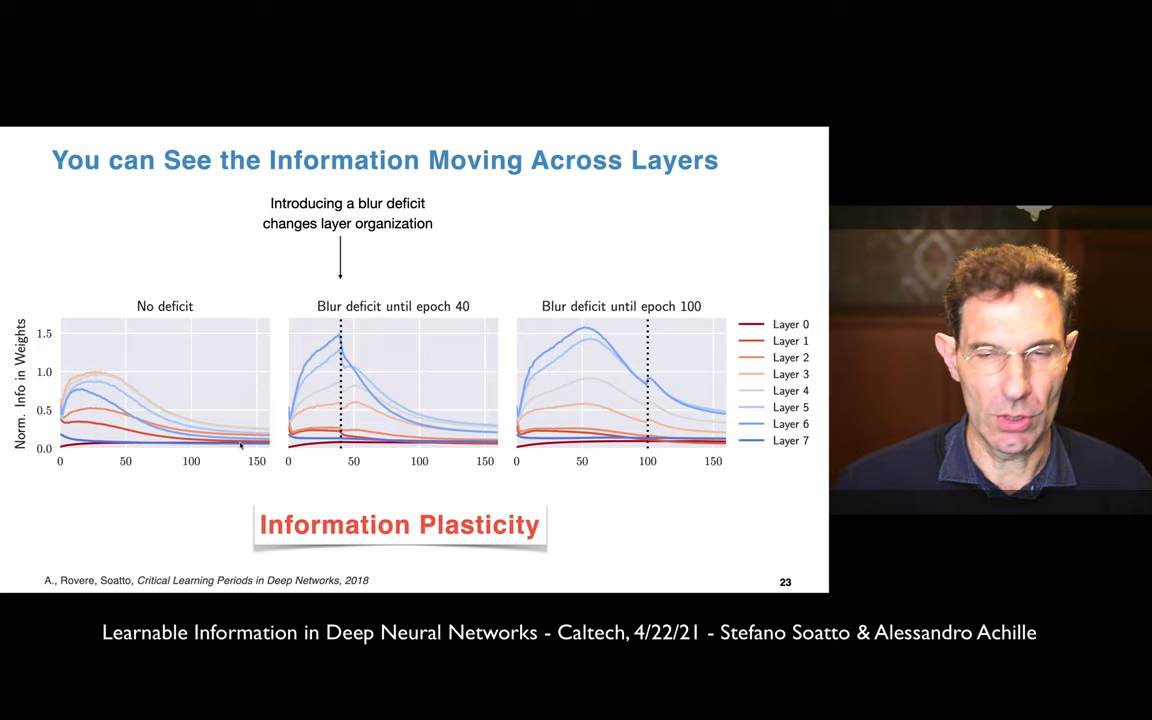 You can See the Information Moving Across Layers
Introducing a blur deficit
changes layer organization
No deficit
Blur deficit until epoch 40
Blur deficit until epoch 100
Norm. Info in Weights
1.5
1.0
0.5
0.0
0 50 100 150
0 50 100 150
0 50 100 150
Layer 0
Layer 1
Layer 2
Layer 3
Layer 4
Layer 5
Layer 6
Layer 7
Information Plasticity
A., Rovere, Soatto, Critical Learning Periods in Deep Networks, 2018
23
Learnable Information in Deep Neural Networks - Caltech, 4/22/21 - Stefano Soatto & Alessandro Achille